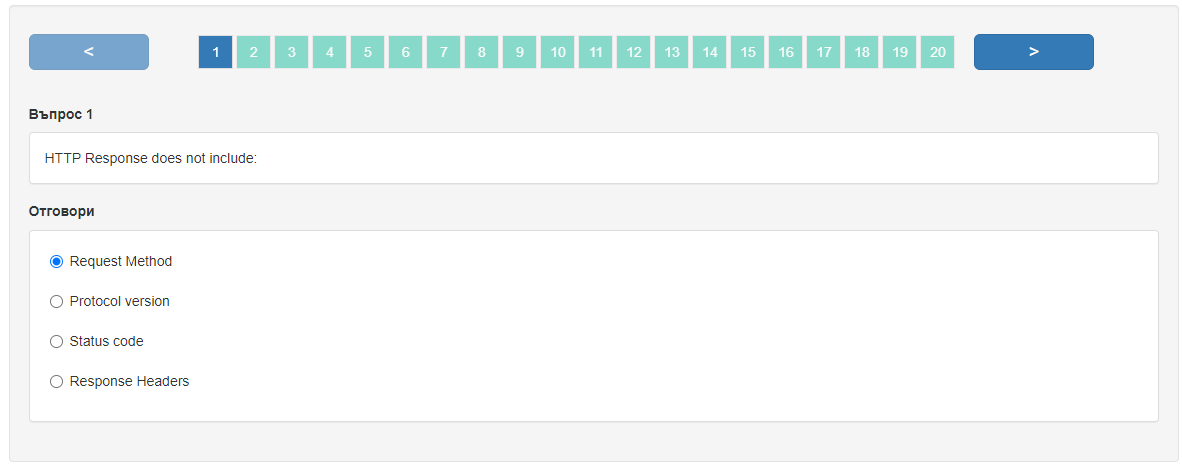 < 1 2 3 4 5 6 7 8 9 10 11 12 13 14 15 16 17 18 19 20 >
Въпрос 1
HTTP Response does not include:
Отговори
Request Method
Protocol version
Status code
Response Headers